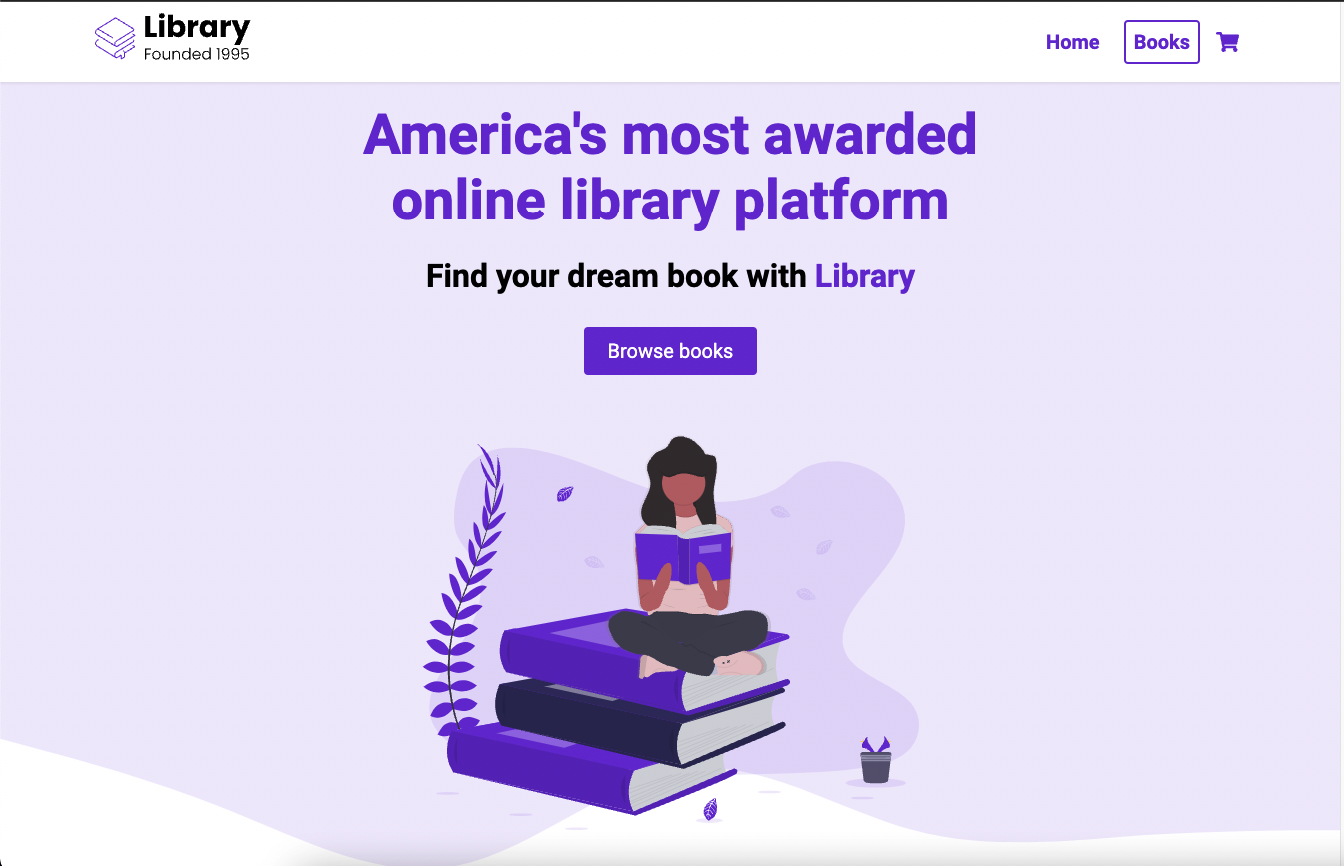 Library
Founded 1995
Home
Books
America's most awarded
online library platform
Find your dream book with Library
Browse books